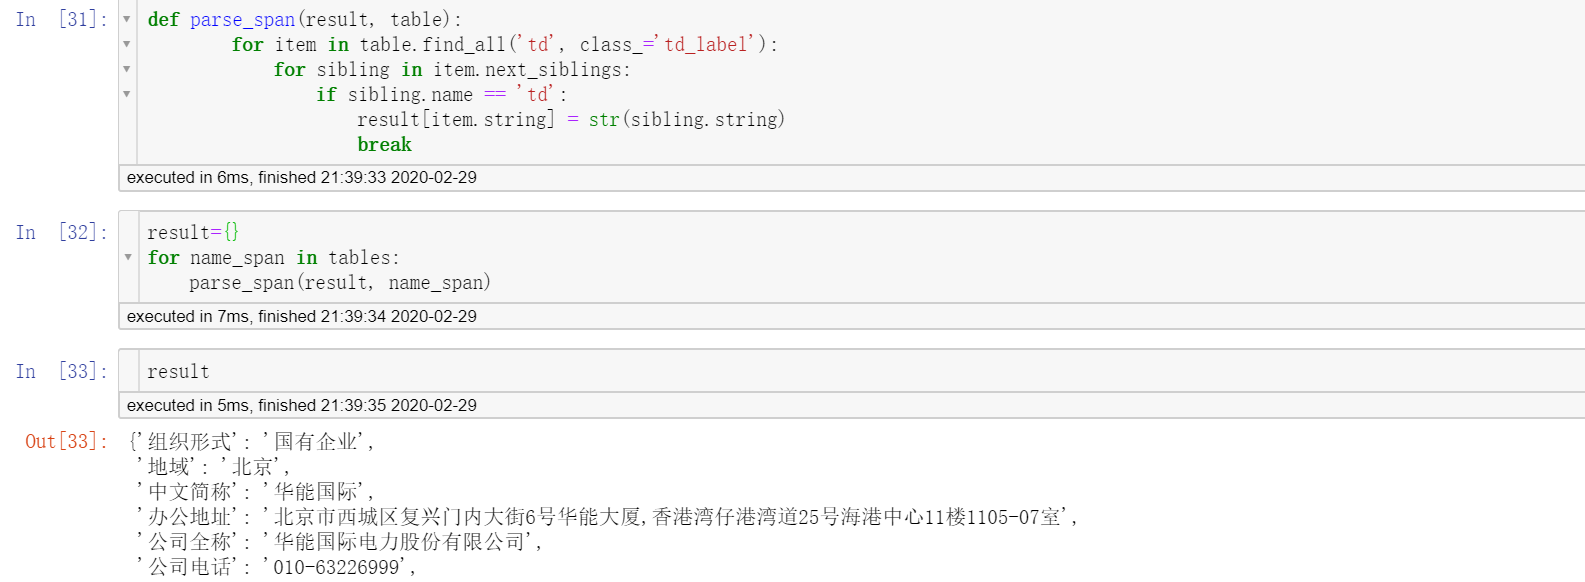 In [31]: def parse_span(result, table):
for item in table.find_all('td', class_='td_label'):
for sibling in item.next_siblings:
if sibling.name == 'td':
result[item.string] = str(sibling.string)
break
executed in 6ms, finished 21:39:33 2020-02-29
In [32]: result={}
for name_span in tables:
parse_span(result, name_span)
executed in 7ms, finished 21:39:34 2020-02-29
In [33]: result
executed in 5ms, finished 21:39:35 2020-02-29
Out[33]: {'组织形式': '国有企业',
'地域': '北京',
'中文简称': '华能国际',
'办公地址': '北京市西城区复兴门内大街6号华能大厦,香港湾仔港湾道25号海港中心11楼1105-07室',
'公司全称': '华能国际电力股份有限公司',
'公司电话': '010-63226999',